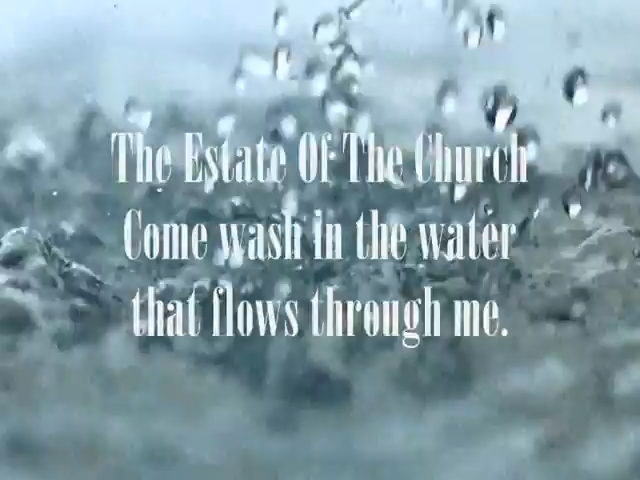 The Estate Of The Church
Come wash in the water
that flows through me.